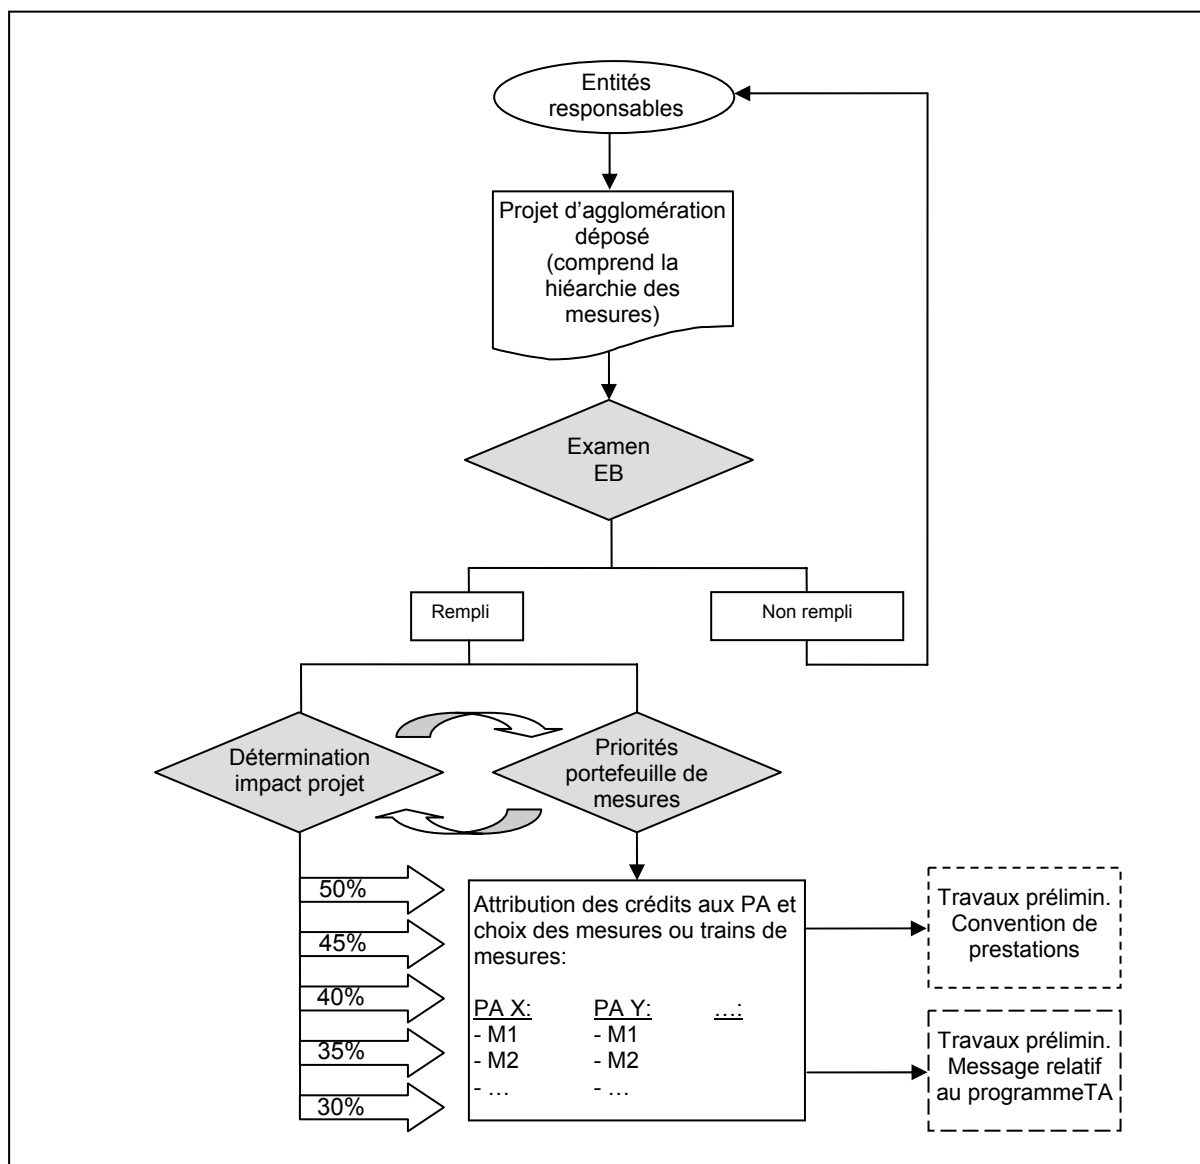 Entités
responsables
Projet d’agglomération
déposé
(comprend la
hiéarchie des
mesures)
Examen
EB
Rempli
Non rempli
Détermination
impact projet
Priorités
portefeuille de
mesures
50%
45%
40%
35%
30%
Attribution des crédits aux PA et
choix des mesures ou trains de
mesures:
PA X: PA Y: …:
- M1 - M1
- M2 - M2
- … - …
Travaux prélimin.
Convention de
prestations
Travaux prélimin.
Message relatif
au programmeTA